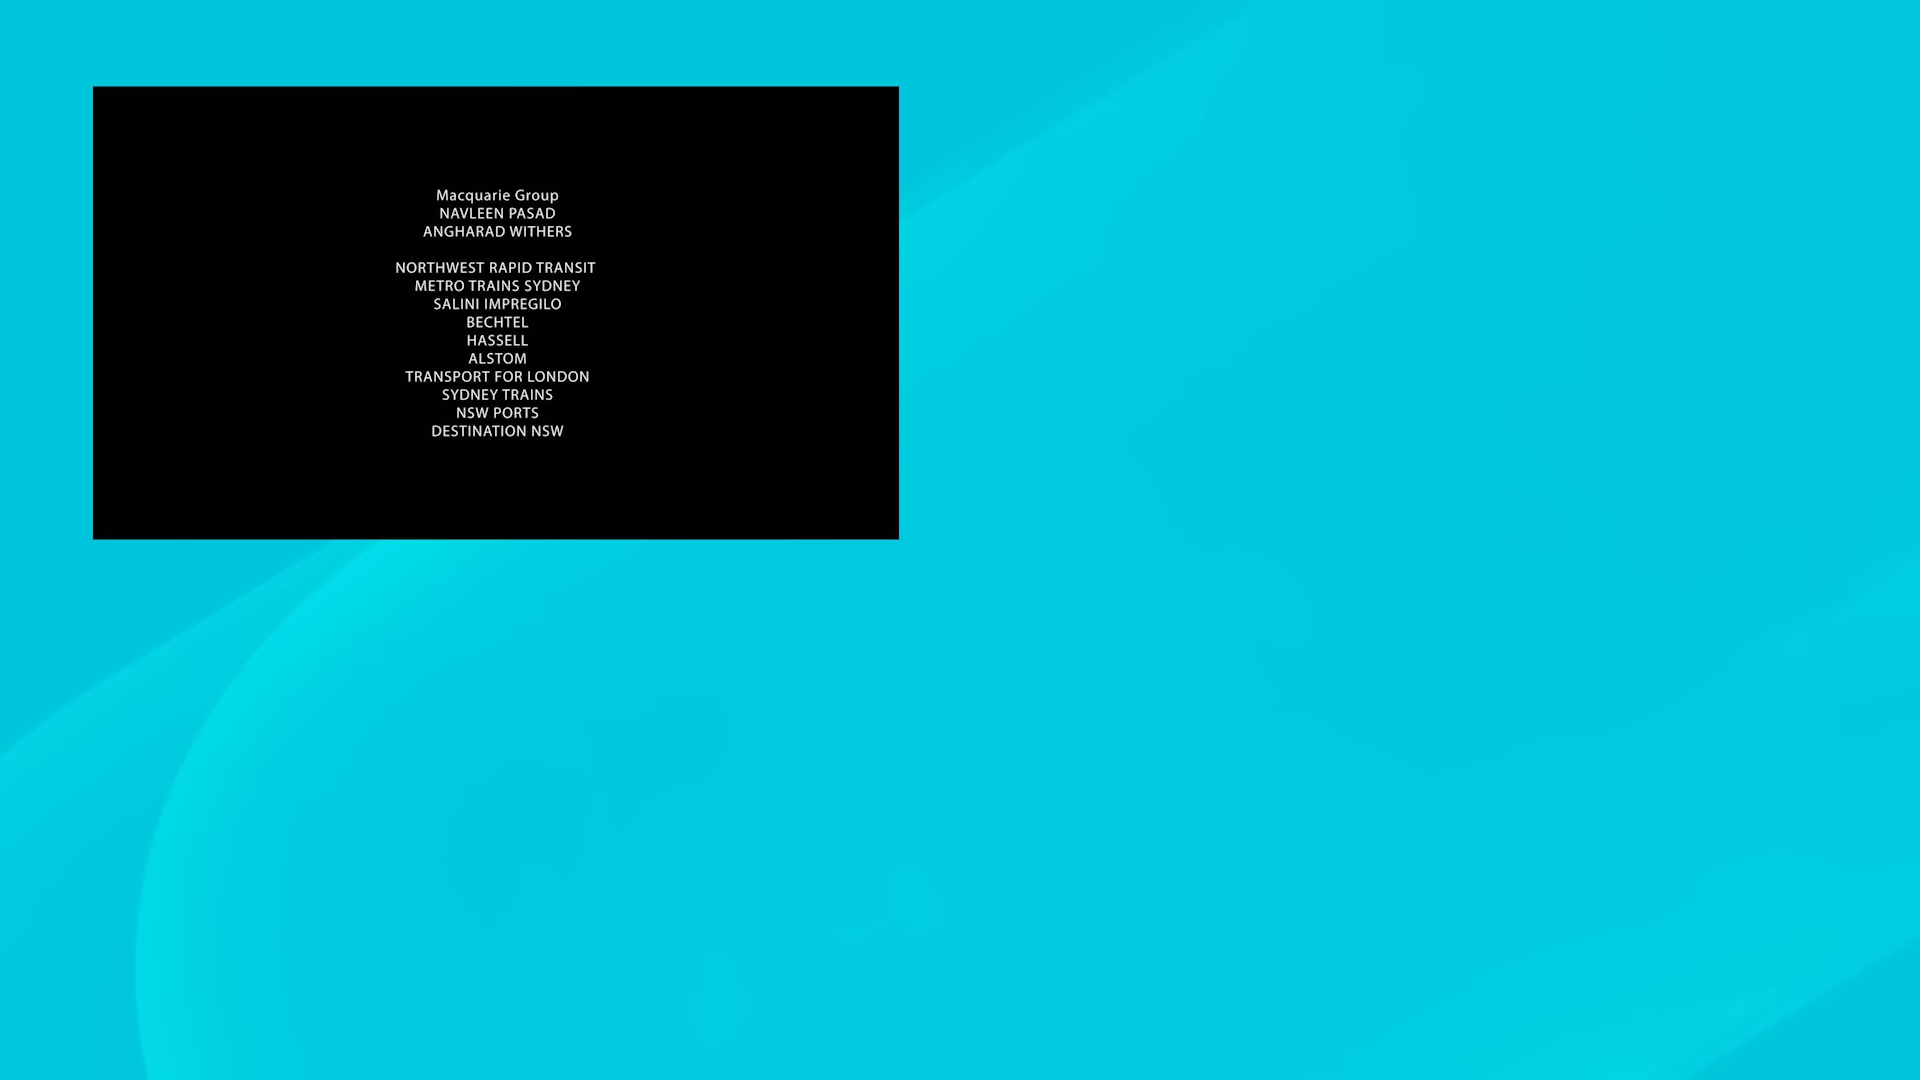 Macquarie Group
NAVLEEN PASAD
ANGHARAD WITHERS
NORTHWEST RAPID TRANSIT
METRO TRAINS SYDNEY
SALINI IMPREGILO
BECHTEL
HASSELL
ALSTOM
TRANSPORT FOR LONDON
SYDNEY TRAINS
NSW PORTS
DESTINATION NSW